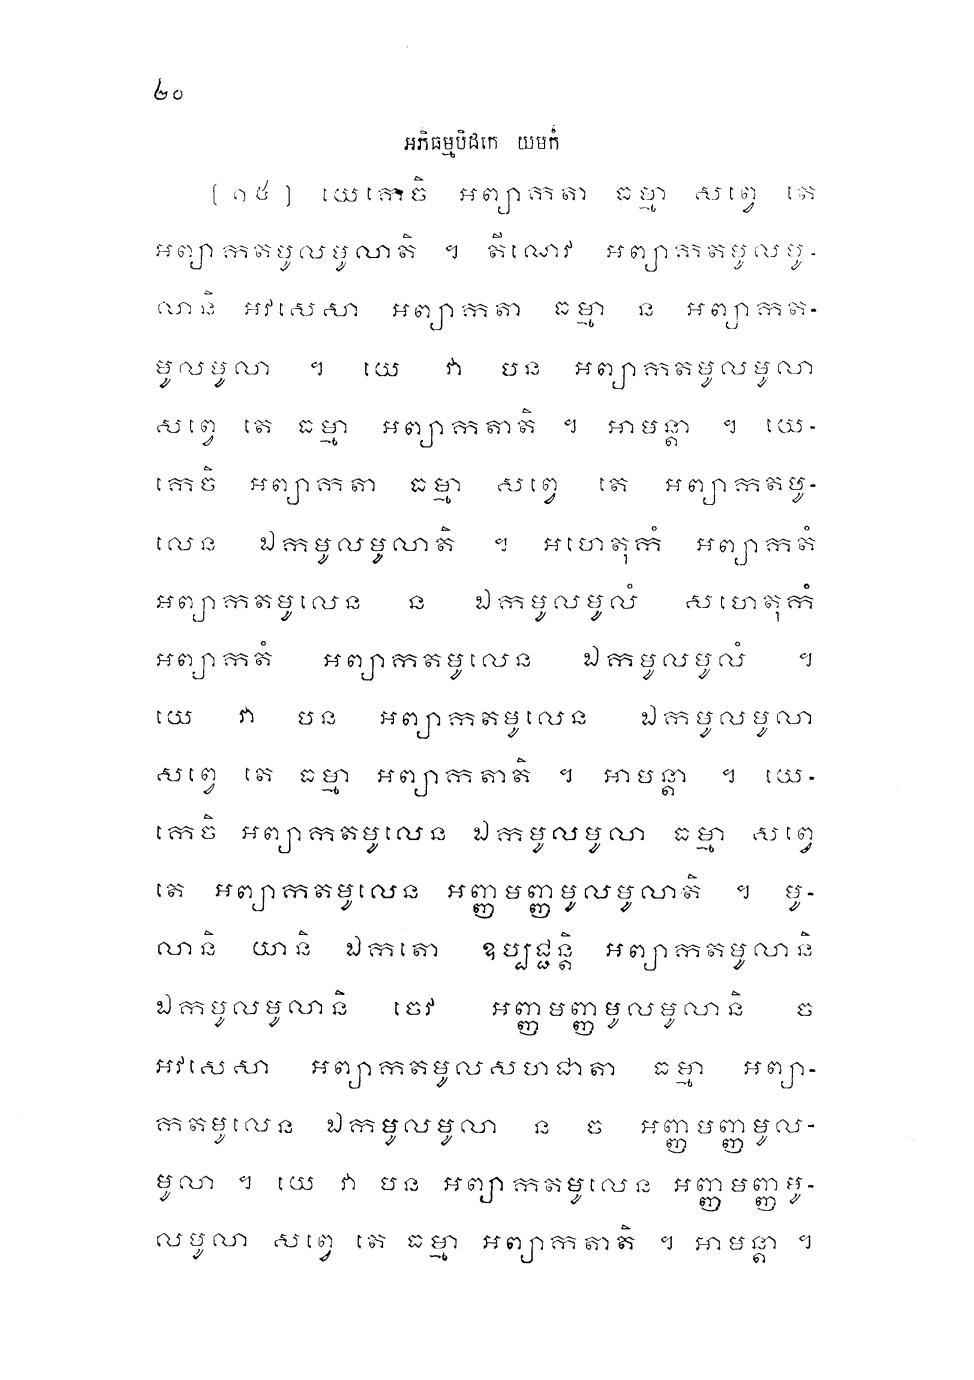 ២០
អភិធម្មបិដកេ យមកំ
[ ១៥ ] យេកេចិ អព្យាកតា ធម្មា សព្វេ តេ
អព្យាកតមូលមូលាតិ ។ តីណេវ អព្យាកតមូលមូ-
លានិ អវសេសា អព្យាកតា ធម្មា ន អព្យាកត-
មូលមូលា ។ យេ វា បន អព្យាកតមូលមូលា
សព្វេ តេ ធម្មា អព្យាកតាតិ ។ អាមន្តា ។ យេ-
កេចិ អព្យាកតា ធម្មា សព្វេ តេ អព្យាកតមូ-
លេន ឯកមូលមូលាតិ ។ អហេតុកំ អព្យាកតំ
អព្យាកតមូលេន ន ឯកមូលមូលំ សហេតុកំ
អព្យាកតំ អព្យាកតមូលេន ឯកមូលមូលំ ។
យេ វា បន អព្យាកតមូលេន ឯកមូលមូលា
សព្វេ តេ ធម្មា អព្យាកតាតិ ។ អាមន្តា ។ យេ-
កេចិ អព្យាកតមូលេន ឯកមូលមូលា ធម្មា សព្វេ
តេ អព្យាកតមូលេន អញ្ញមញ្ញមូលមូលាតិ ។ មូ-
លានិ យានិ ឯកតោ ឧប្បជ្ជន្តិ អព្យាកតមូលានិ
ឯកមូលមូលានិ ចេវ អញ្ញមញ្ញមូលមូលានិ ច
អវសេសា អព្យាកតមូលសហជាតា ធម្មា អព្យា-
កតមូលេន ឯកមូលមូលា ន ច អញ្ញមញ្ញមូល-
មូលា ។ យេ វា បន អព្យាកតមូលេន អញ្ញមញ្ញមូ-
លមូលា សព្វេ តេ ធម្មា អព្យាកតាតិ ។ អាមន្តា ។